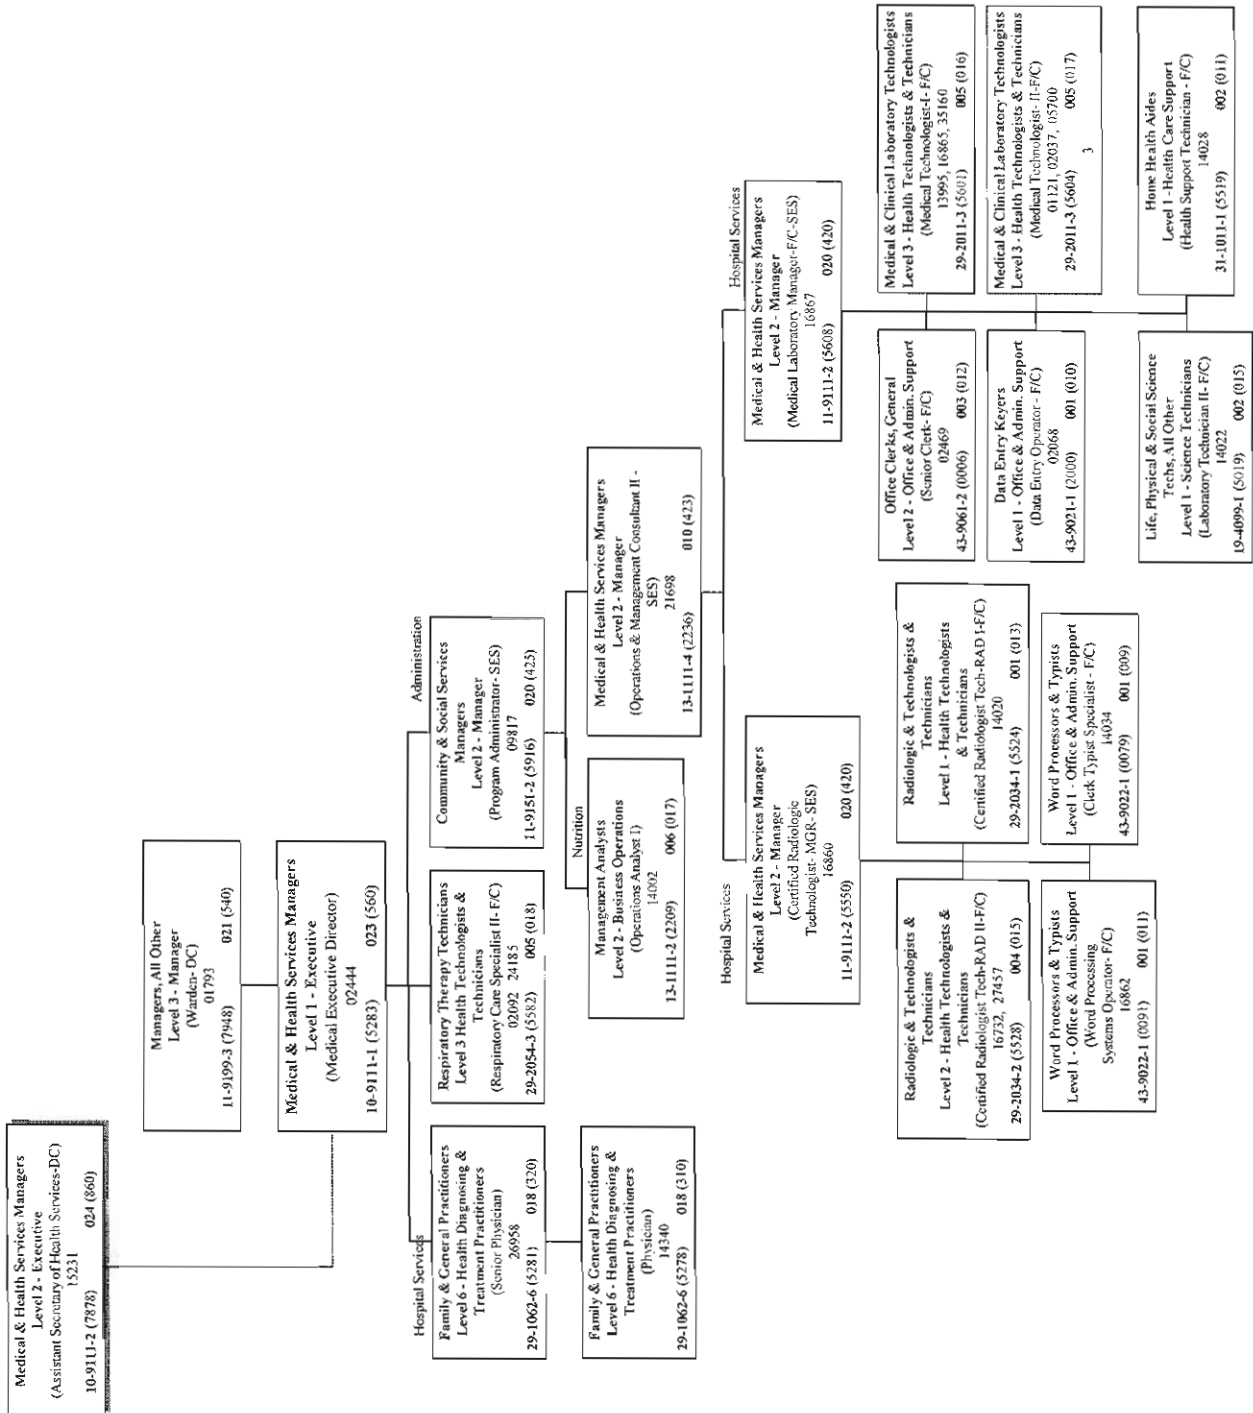 Medical & Health Services Managers
Level 2 - Executive
(Assistant Secretary of Health Services-DC)
15231
10-9111-2 (7878) 024 (860)
Managers, All Other
Level 3 - Manager
(Warden- DC)
01793
11-9199-3 (7948) 021 (540)
Medical & Health Services Managers
Level 1 - Executive
(Medical Executive Director)
02444
10-9111-1 (5283) 023 (560)
Hospital Services
Family & General Practitioners
Level 6 - Health Diagnosing &
Treatment Practitioners
(Senior Physician)
26958
29-1062-6 (5281) 018 (320)
Family & General Practitioners
Level 6 - Health Diagnosing &
Treatment Practitioners
(Physician)
14340
29-1062-6 (5278) 018 (310)
Respiratory Therapy Technicians
Level 3 Health Technologists &
Technicians
(Respiratory Care Specialist II- F/C)
02092 24185
29-2054-3 (5582) 005 (018)
Administration
Community & Social Services
Managers
Level 2 - Manager
(Program Administrator- SES)
09817
11-9151-2 (5916) 020 (425)
Nutrition
Management Analysts
Level 2 - Business Operations
(Operations Analyst I)
14002
13-1111-2 (2209) 006 (017)
Medical & Health Services Managers
Level 2 - Manager
(Operations & Management Consultant II -
SES)
21698
13-1111-4 (2236) 010 (423)
Hospital Services
Medical & Health Services Managers
Level 2 - Manager
(Certified Radiologic
Technologist- MGR- SES)
16860
11-9111-2 (5550) 020 (420)
Radiologic & Technologists &
Technicians
Level 2 - Health Technologists &
Technicians
(Certified Radiologist Tech-RAD II-F/C)
16732, 27457
29-2034-2 (5528) 004 (015)
Radiologic & Technologists &
Technicians
Level 1 - Health Technologists
& Technicians
(Certified Radiologist Tech-RAD I-F/C)
14020
29-2034-1 (5524) 001 (013)
Word Processors & Typists
Level 1 - Office & Admin. Support
(Word Processing
Systems Operator- F/C)
16862
43-9022-1 (0091) 001 (011)
Word Processors & Typists
Level 1 - Office & Admin. Support
(Clerk Typist Specialist - F/C)
14034
43-9022-1 (0079) 001 (009)
Hospital Services
Medical & Health Services Managers
Level 2 - Manager
(Medical Laboratory Manager-F/C-SES)
16867
11-9111-2 (5608) 020 (420)
Office Clerks, General
Level 2 - Office & Admin. Support
(Senior Clerk- F/C)
02469
43-9061-2 (0006) 003 (012)
Medical & Clinical Laboratory Technologists
Level 3 - Health Technologists & Technicians
(Medical Technologist-I- F/C)
13995, 16865, 35160
29-2011-3 (5601) 005 (016)
Data Entry Keyers
Level 1 - Office & Admin. Support
(Data Entry Operator - F/C)
02068
43-9021-1 (2000) 001 (010)
Medical & Clinical Laboratory Technologists
Level 3 - Health Technologists & Technicians
(Medical Technologist- II-F/C)
01121, 02037, 05700
29-2011-3 (5604) 005 (017)
3
Life, Physical & Social Science
Techs, All Other
Level 1 - Science Technicians
(Laboratory Technician II- F/C)
14022
19-4099-1 (5019) 002 (015)
Home Health Aides
Level 1 - Health Care Support
(Health Support Technician - F/C)
14028
31-1011-1 (5519) 002 (011)